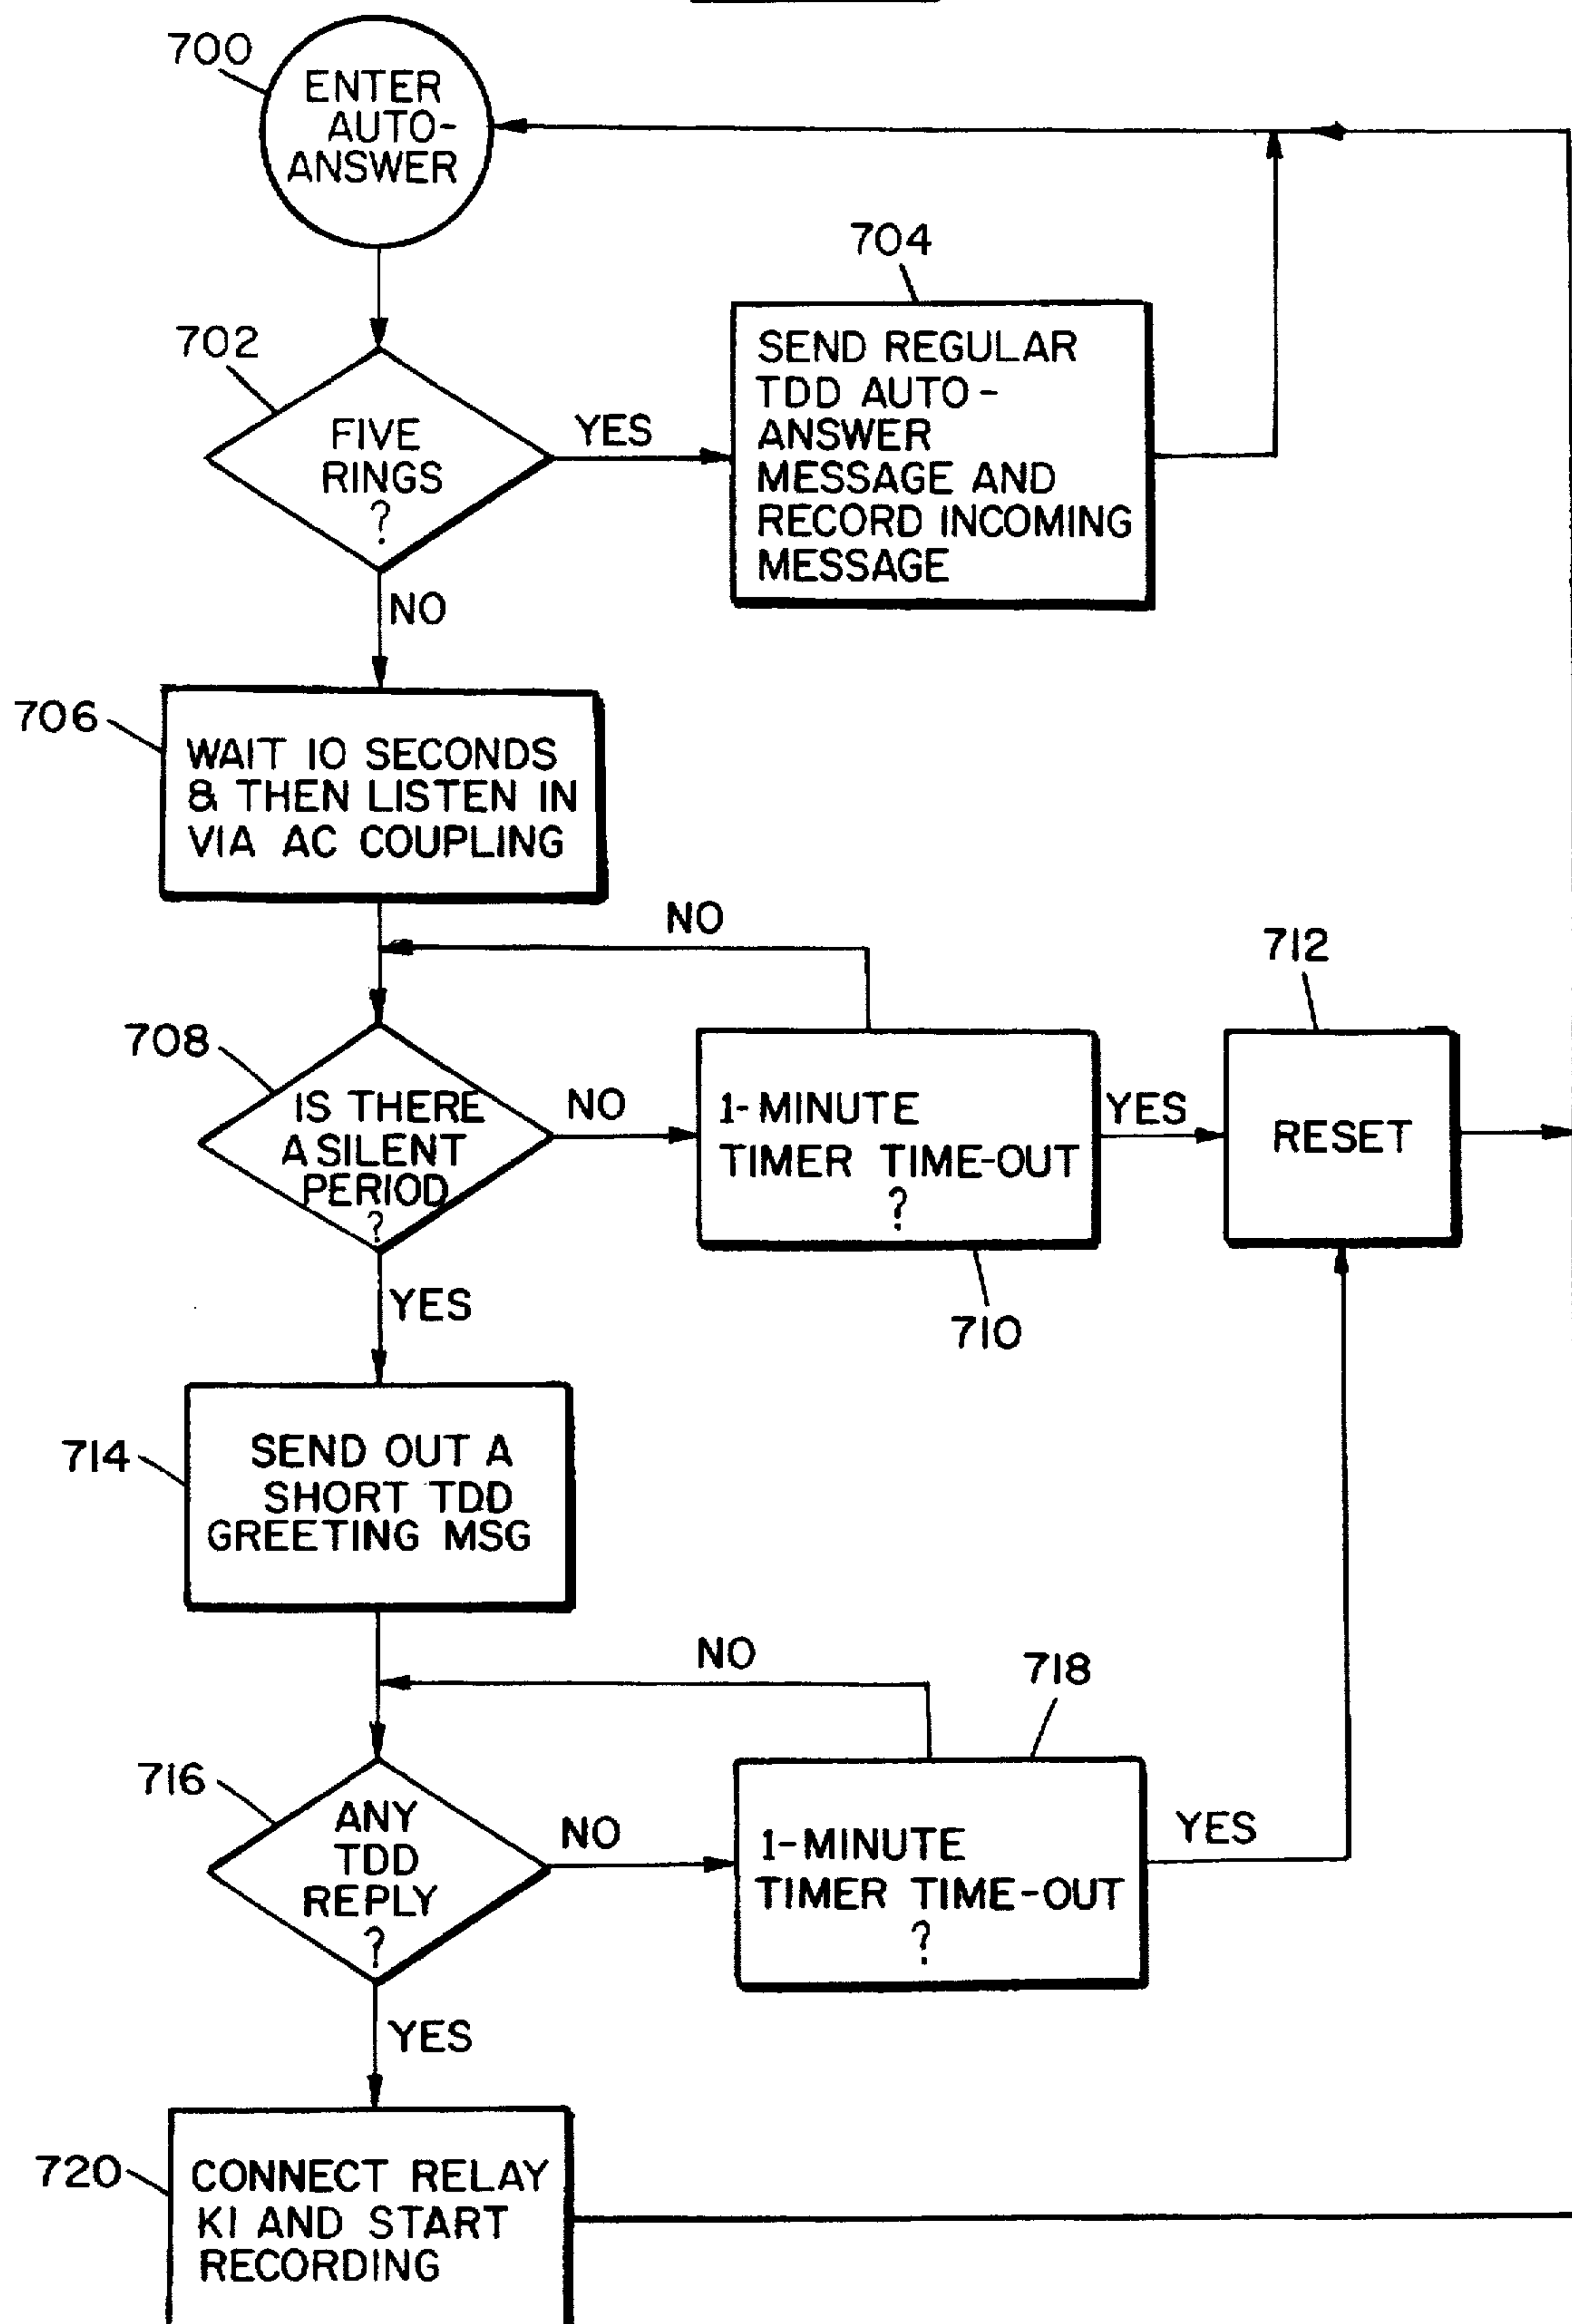 700
ENTER
AUTO-
ANSWER
704
702
FIVE
RINGS
?
YES
SEND REGULAR
TDD AUTO-
ANSWER
MESSAGE AND
RECORD INCOMING
MESSAGE
NO
706
WAIT 10 SECONDS
& THEN LISTEN IN
VIA AC COUPLING
NO
712
708
IS THERE
A SILENT
PERIOD
?
NO
1-MINUTE
TIMER TIME-OUT
?
YES
RESET
710
YES
714
SEND OUT A
SHORT TDD
GREETING MSG
NO
718
716
ANY
TDD
REPLY
?
NO
1-MINUTE
TIMER TIME-OUT
?
YES
YES
720
CONNECT RELAY
K1 AND START
RECORDING